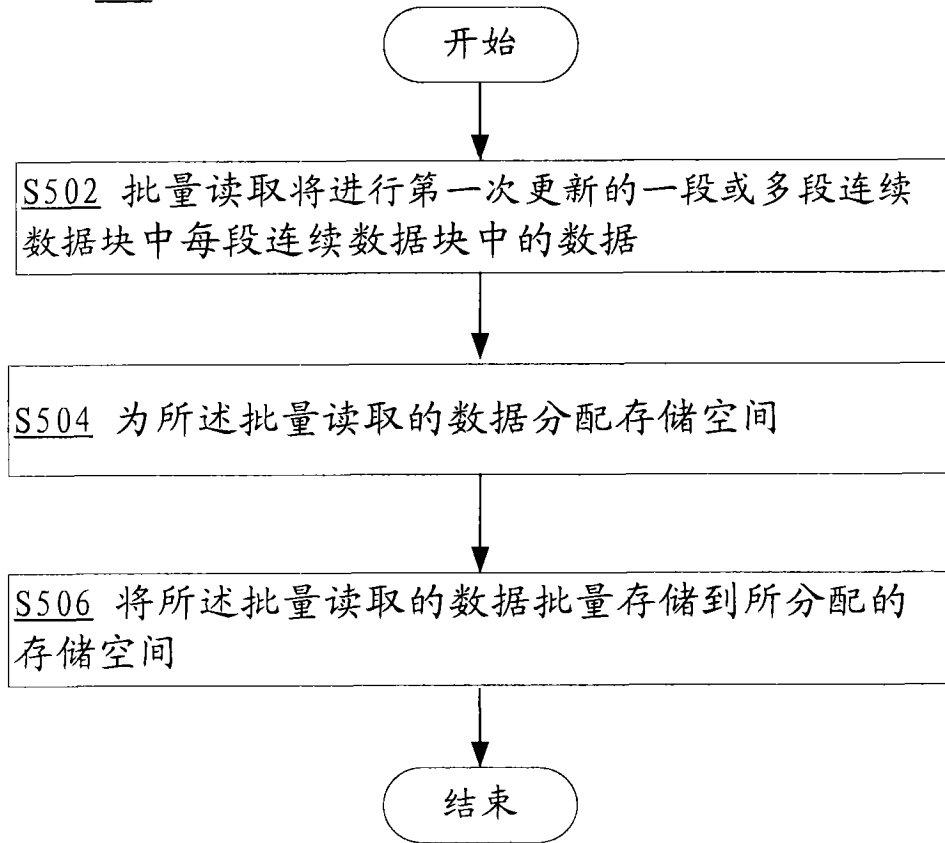 开始
S502 批量读取将进行第一次更新的一段或多段连续
数据块中每段连续数据块中的数据
S504 为所述批量读取的数据分配存储空间
S506 将所述批量读取的数据批量存储到所分配的
存储空间
结束